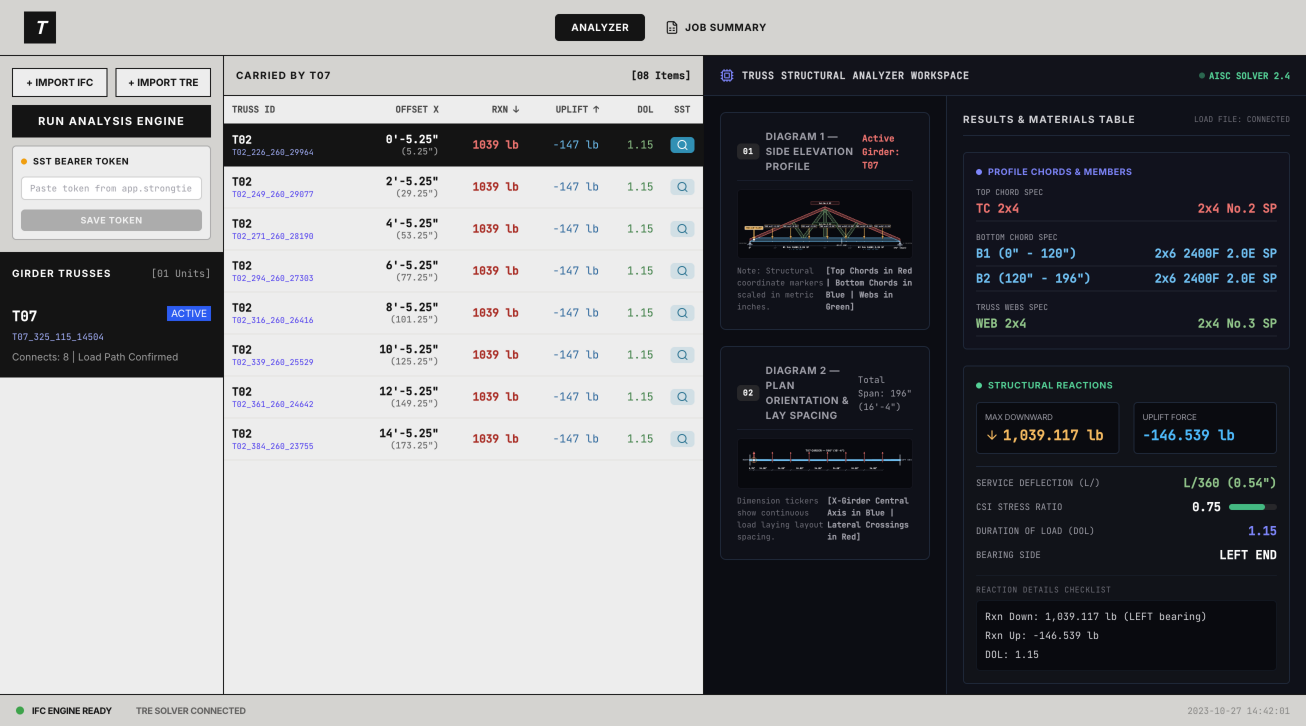 T
ANALYZER
JOB SUMMARY
+ IMPORT IFC
+ IMPORT TRE
RUN ANALYSIS ENGINE
SST BEARER TOKEN
Paste token from app.strongtie
SAVE TOKEN
GIRDER TRUSSES [01 Units]
T07 ACTIVE
T07_325_115_14504
Connects: 8 | Load Path Confirmed
CARRIED BY T07 [08 Items]
TRUSS ID OFFSET X RXN ↓ UPLIFT ↑ DOL SST
T02 0'-5.25" 1039 lb -147 lb 1.15
T02_226_260_29964 (5.25")
T02 2'-5.25" 1039 lb -147 lb 1.15
T02_249_260_29077 (29.25")
T02 4'-5.25" 1039 lb -147 lb 1.15
T02_271_260_28190 (53.25")
T02 6'-5.25" 1039 lb -147 lb 1.15
T02_294_260_27303 (77.25")
T02 8'-5.25" 1039 lb -147 lb 1.15
T02_316_260_26416 (101.25")
T02 10'-5.25" 1039 lb -147 lb 1.15
T02_339_260_25529 (125.25")
T02 12'-5.25" 1039 lb -147 lb 1.15
T02_361_260_24642 (149.25")
T02 14'-5.25" 1039 lb -147 lb 1.15
T02_384_260_23755 (173.25")
TRUSS STRUCTURAL ANALYZER WORKSPACE
AISC SOLVER 2.4
01
DIAGRAM 1 —
SIDE ELEVATION
PROFILE
Active
Girder:
T07
Note: Structural
coordinate markers
scaled in metric
inches.
[Top Chords in Red
| Bottom Chords in
Blue | Webs in
Green]
02
DIAGRAM 2 —
PLAN
ORIENTATION &
LAY SPACING
Total
Span: 196"
(16'-4")
Dimension tickers
show continuous
load laying layout
spacing.
[X-Girder Central
Axis in Blue |
Lateral Crossings
in Red]
RESULTS & MATERIALS TABLE
LOAD FILE: CONNECTED
PROFILE CHORDS & MEMBERS
TOP CHORD SPEC
TC 2x4 2x4 No.2 SP
BOTTOM CHORD SPEC
B1 (0" - 120") 2x6 2400F 2.0E SP
B2 (120" - 196") 2x6 2400F 2.0E SP
TRUSS WEBS SPEC
WEB 2x4 2x4 No.3 SP
STRUCTURAL REACTIONS
MAX DOWNWARD
↓ 1,039.117 lb
UPLIFT FORCE
-146.539 lb
SERVICE DEFLECTION (L/) L/360 (0.54")
CSI STRESS RATIO 0.75
DURATION OF LOAD (DOL) 1.15
BEARING SIDE LEFT END
REACTION DETAILS CHECKLIST
Rxn Down: 1,039.117 lb (LEFT bearing)
Rxn Up: -146.539 lb
DOL: 1.15
IFC ENGINE READY
TRE SOLVER CONNECTED
2023-10-27 14:42:01